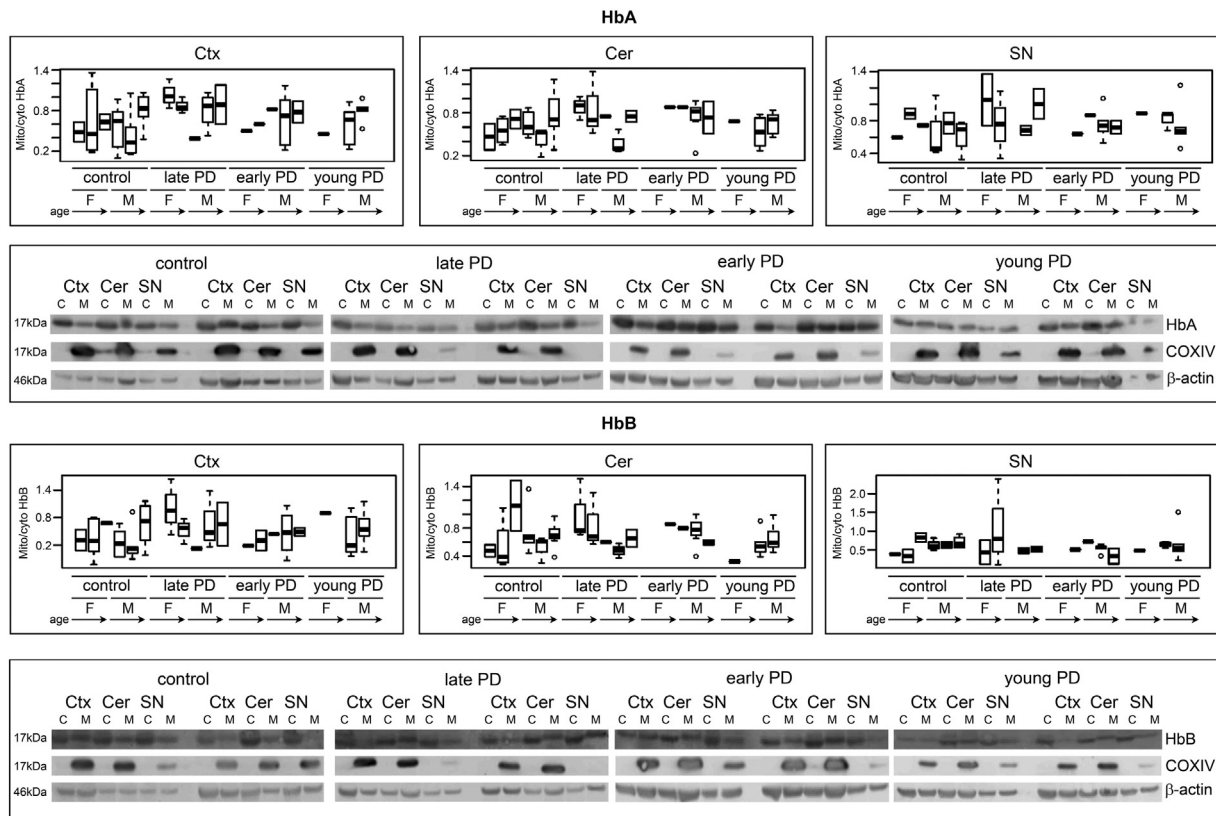 HbA
Ctx
Mito/cyto HbA
1.4
0.8
0.2
control late PD early PD young PD
F M F M F M F M
age
Cer
Mito/cyto HbA
1.4
1.0
0.6
0.2
control late PD early PD young PD
F M F M F M F M
age
SN
Mito/cyto HbA
1.4
0.8
0.4
control late PD early PD young PD
F M F M F M F M
age
control late PD early PD young PD
Ctx Cer SN Ctx Cer SN Ctx Cer SN Ctx Cer SN Ctx Cer SN Ctx Cer SN Ctx Cer SN Ctx Cer SN
C M C M C M C M C M C M C M C M C M C M C M C M C M C M C M C M C M C M C M C M C M C M C M C M
17kDa HbA
17kDa COXIV
46kDa β-actin
HbB
Ctx
Mito/cyto HbB
1.4
0.8
0.2
control late PD early PD young PD
F M F M F M F M
age
Cer
Mito/cyto HbB
1.4
0.8
0.4
control late PD early PD young PD
F M F M F M F M
age
SN
Mito/cyto HbB
2.0
1.5
1.0
0.5
control late PD early PD young PD
F M F M F M F M
age
control late PD early PD young PD
Ctx Cer SN Ctx Cer SN Ctx Cer SN Ctx Cer SN Ctx Cer SN Ctx Cer SN Ctx Cer SN Ctx Cer SN
C M C M C M C M C M C M C M C M C M C M C M C M C M C M C M C M C M C M C M C M C M C M C M C M
17kDa HbB
17kDa COXIV
46kDa β-actin